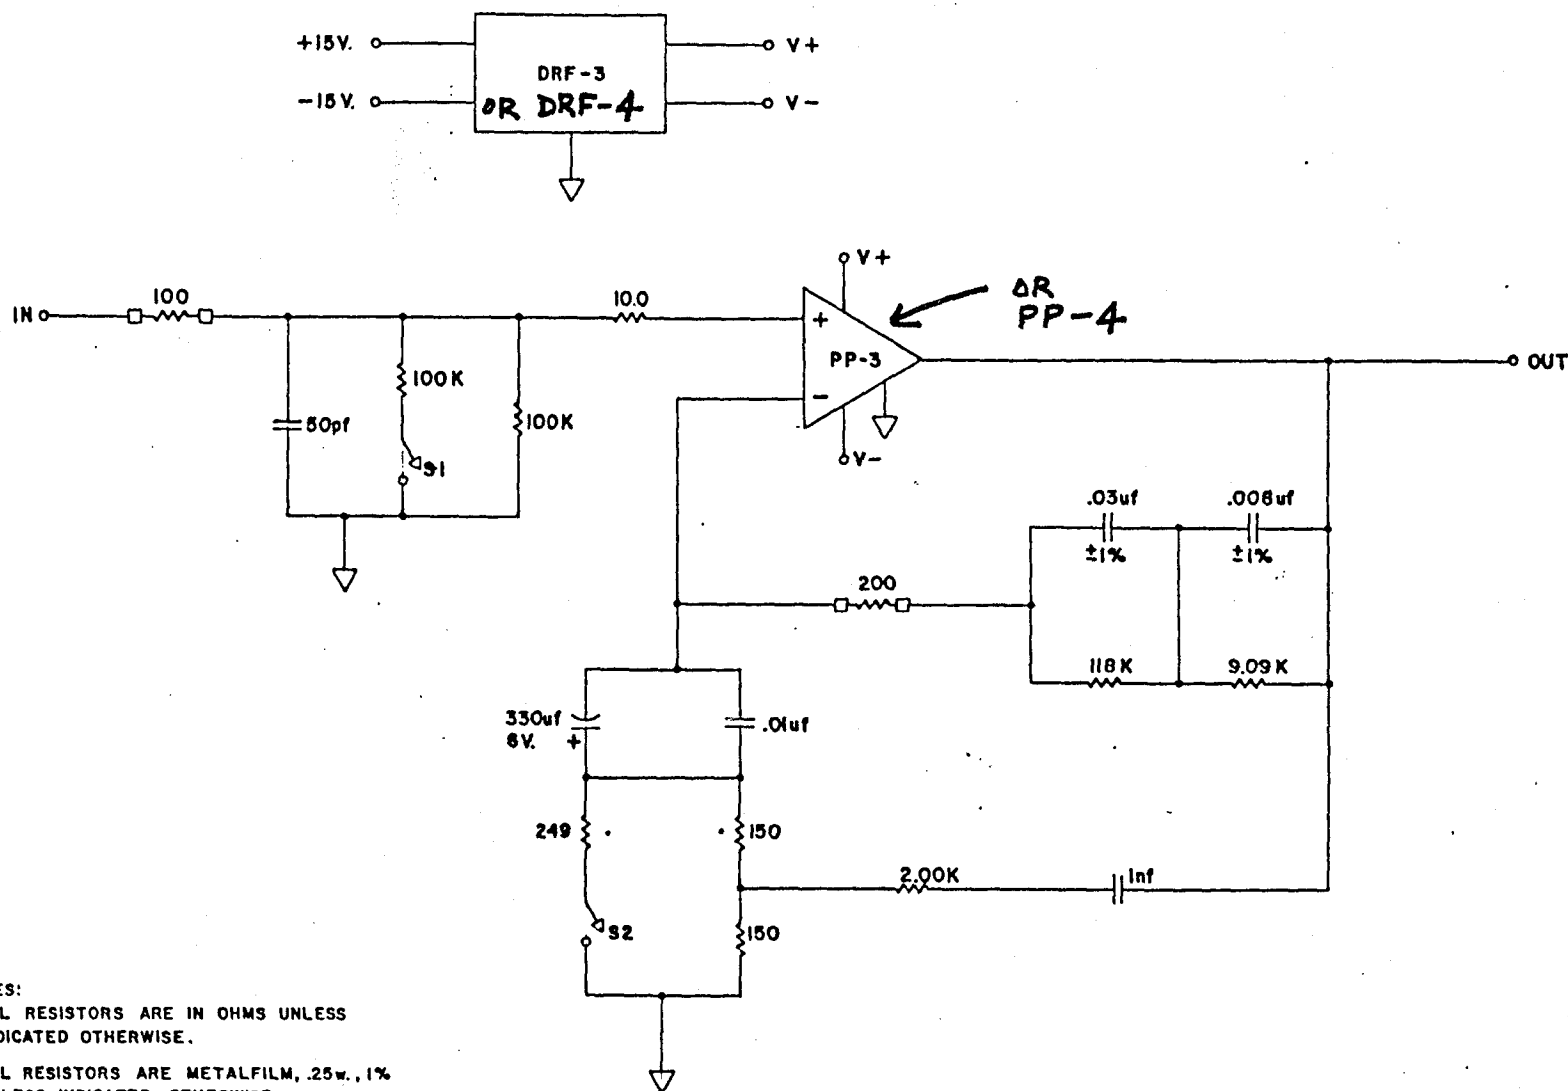 +15V.
V+
DRF-3
-15V.
OR DRF-4
V-
V+
OR
PP-4
IN
100
10.0
+
PP-3
OUT
100K
50pf
100K
-
S1
V-
.03uf
.008uf
±1%
±1%
200
118K
9.09K
330uf
6V.
+
.01uf
249
150
2.00K
1nf
S2
150
ES:
L RESISTORS ARE IN OHMS UNLESS
DICATED OTHERWISE.
L RESISTORS ARE METALFILM, .25w., 1%